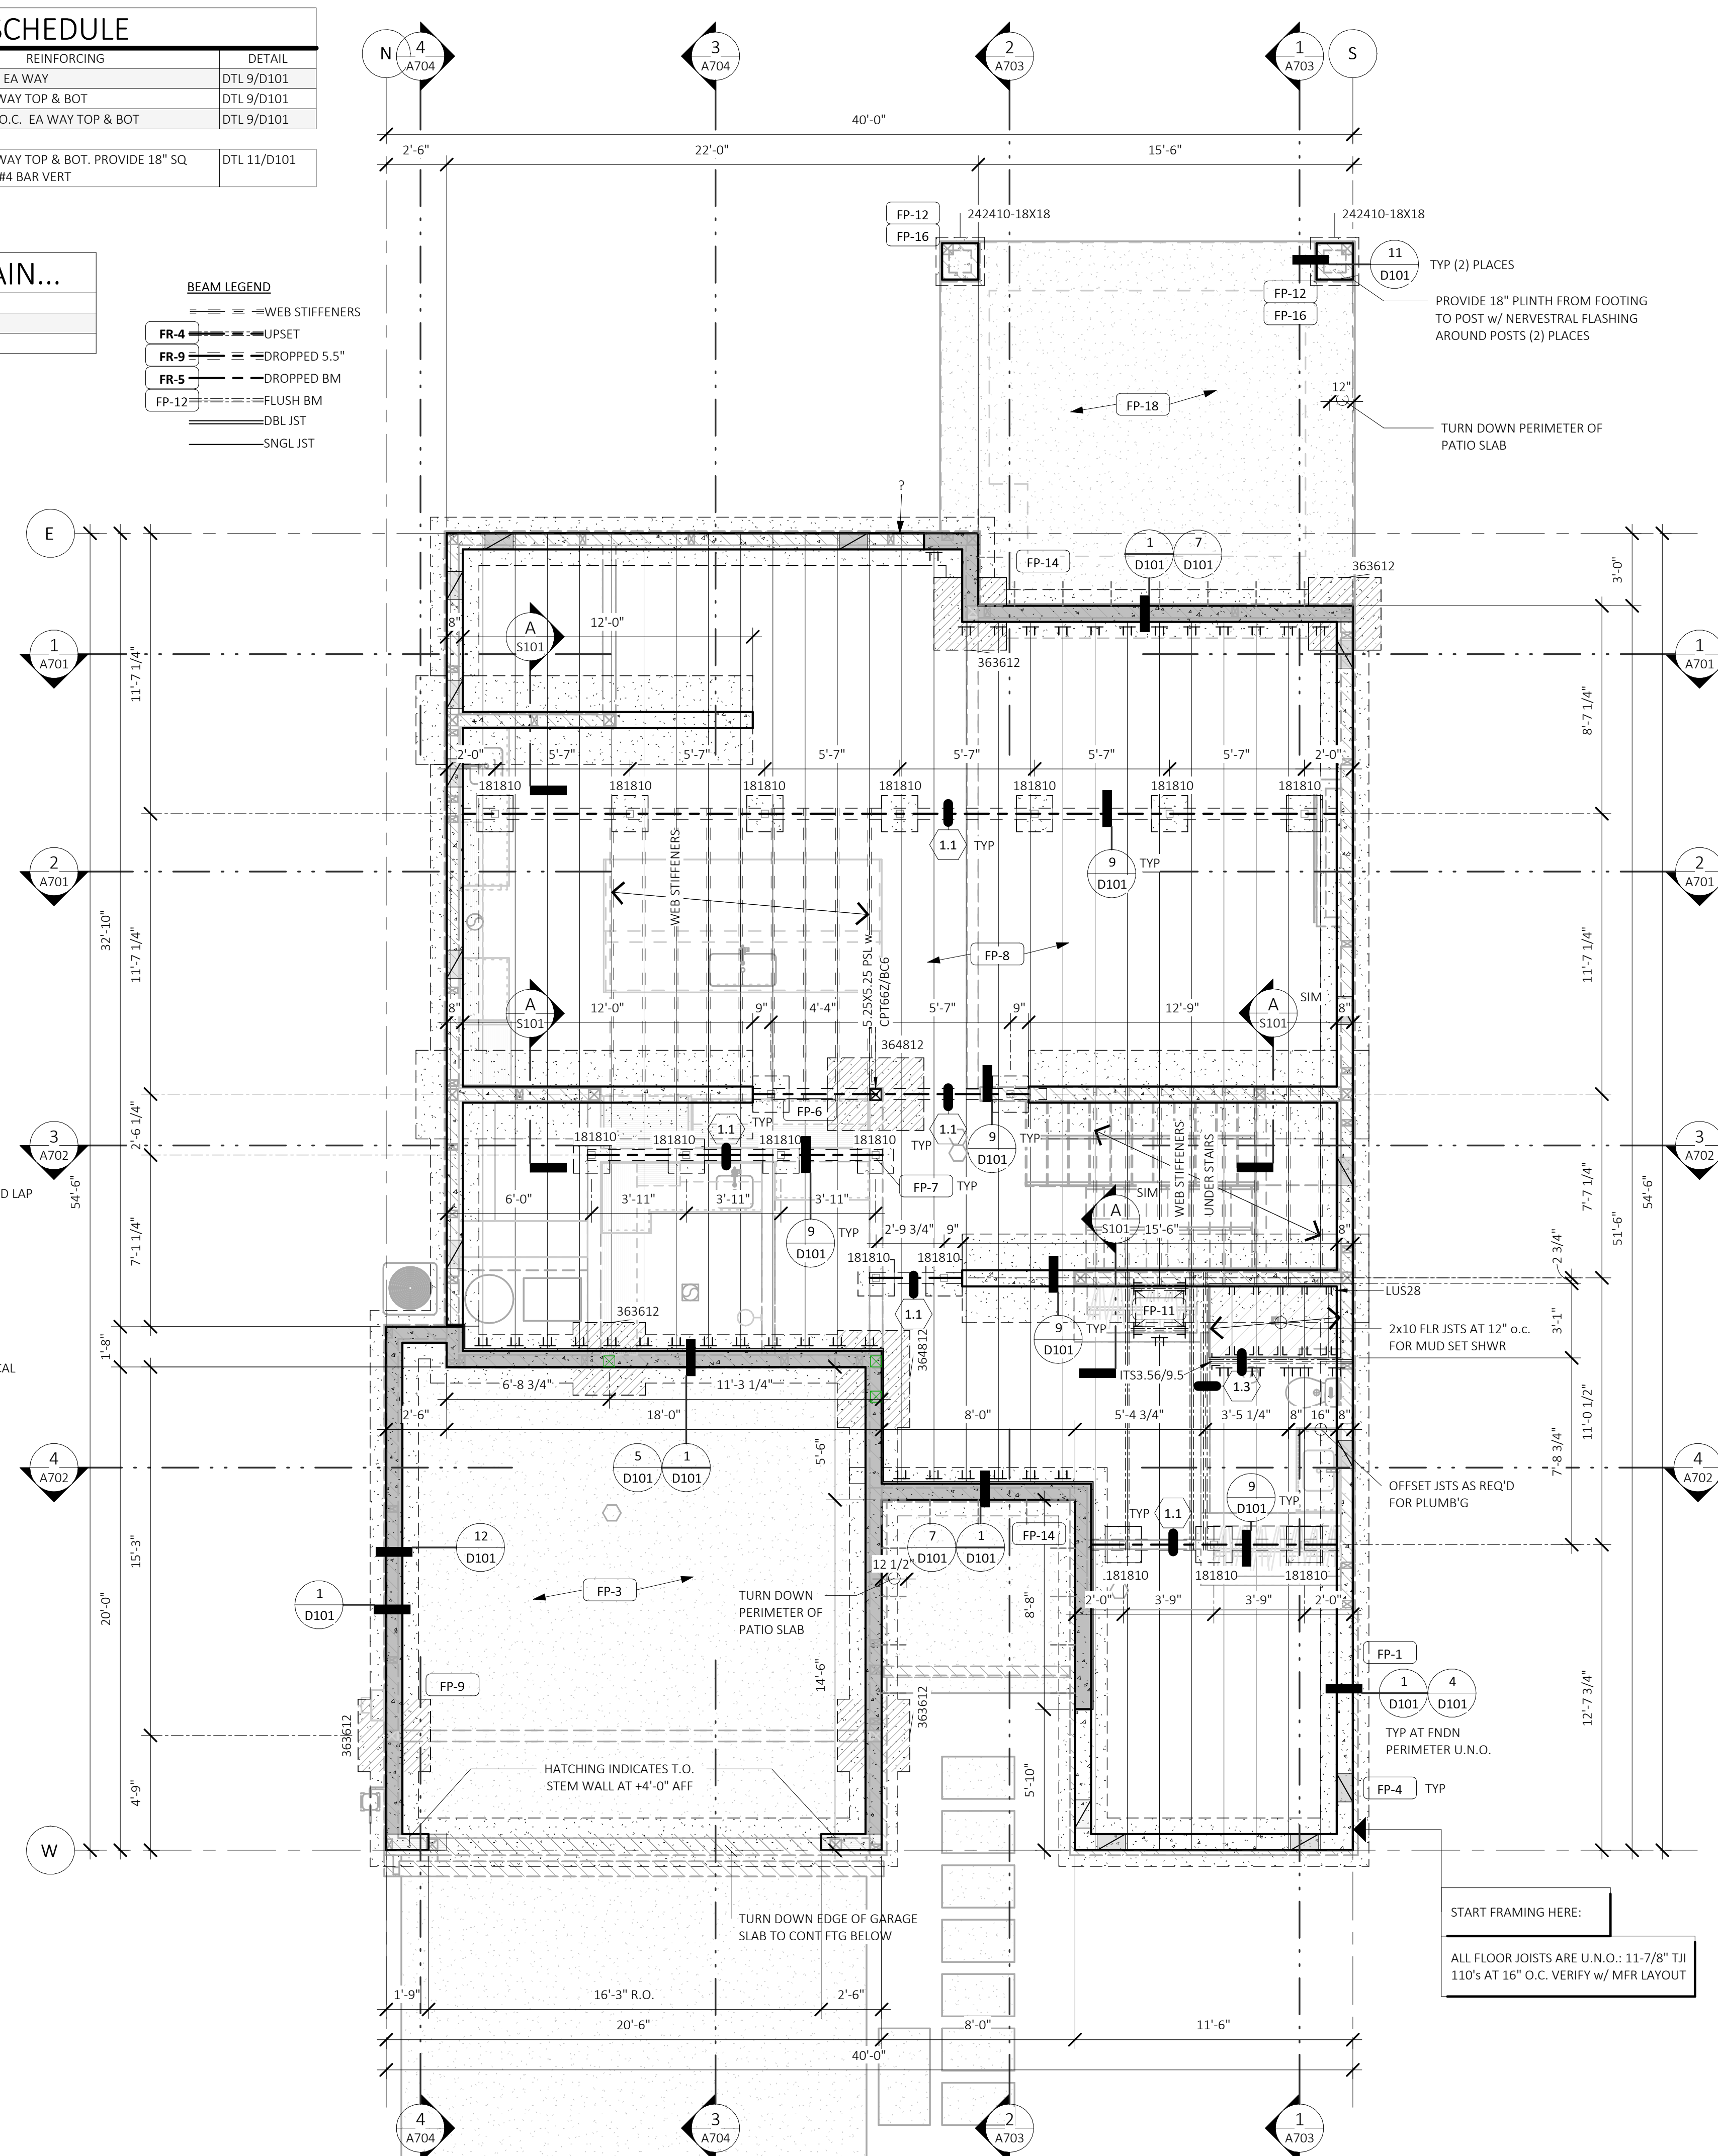 SCHEDULE
REINFORCING
DETAIL
EA WAY
DTL 9/D101
WAY TOP & BOT
DTL 9/D101
O.C. EA WAY TOP & BOT
DTL 9/D101
WAY TOP & BOT. PROVIDE 18" SQ
#4 BAR VERT
DTL 11/D101
AIN...
BEAM LEGEND
WEB STIFFENERS
FR-4
UPSET
FR-9
DROPPED 5.5"
FR-5
DROPPED BM
FP-12
FLUSH BM
DBL JST
SNGL JST
N
4
A704
3
A704
2
A703
1
A703
S
40'-0"
2'-6"
22'-0"
15'-6"
FP-12
FP-16
242410-18X18
242410-18X18
11
D101
TYP (2) PLACES
FP-12
FP-16
PROVIDE 18" PLINTH FROM FOOTING
TO POST w/ NERVESTRAL FLASHING
AROUND POSTS (2) PLACES
12"
FP-18
TURN DOWN PERIMETER OF
PATIO SLAB
?
E
FP-14
1
D101
7
D101
363612
3'-0"
8"
A
S101
12'-0"
1
A701
11'-7 1/4"
363612
1
A701
8'-7 1/4"
2'-0"
5'-7"
5'-7"
5'-7"
5'-7"
5'-7"
5'-7"
2'-0"
181810
181810
181810
181810
181810
181810
181810
1.1
TYP
9
D101
TYP
2
A701
2
A701
WEB STIFFENERS
32'-10"
11'-7 1/4"
11'-7 1/4"
5.25X5.25 PSL w
CPT66Z/BC6
FP-8
8"
A
S101
12'-0"
9"
4'-4"
5'-7"
9"
12'-9"
A
S101
SIM
8"
364812
FP-6
1.1
TYP
1.1
TYP
9
D101
TYP
181810
181810
181810
181810
3
A702
2'-6 1/4"
3
A702
D LAP
54'-6"
7'-1 1/4"
6'-0"
3'-11"
3'-11"
3'-11"
FP-7
TYP
9
D101
TYP
WEB STIFFENERS
UNDER STAIRS
SIM
A
S101
15'-6"
8"
2'-9 3/4"
9"
181810
181810
1.1
7'-7 1/4"
51'-6"
54'-6"
2 3/4"
LUS28
FP-11
9
D101
TYP
2x10 FLR JSTS AT 12" o.c.
FOR MUD SET SHWR
3'-1"
363612
364812
1'-8"
CAL
6'-8 3/4"
11'-3 1/4"
ITS3.56/9.5
1.3
2'-6"
18'-0"
8'-0"
5'-4 3/4"
3'-5 1/4"
8"
16"
8"
11'-0 1/2"
7'-8 3/4"
4
A702
5
D101
1
D101
5'-6"
4
A702
OFFSET JSTS AS REQ'D
FOR PLUMB'G
12
D101
7
D101
1
D101
FP-14
TYP
1.1
9
D101
TYP
15'-3"
20'-0"
1
D101
FP-3
12 1/2"
TURN DOWN
PERIMETER OF
PATIO SLAB
181810
181810
181810
2'-0"
3'-9"
3'-9"
2'-0"
8'-8"
14'-6"
FP-9
FP-1
1
D101
4
D101
TYP AT FNDN
PERIMETER U.N.O.
12'-7 3/4"
363612
363612
HATCHING INDICATES T.O.
STEM WALL AT +4'-0" AFF
4'-9"
5'-10"
FP-4
TYP
W
TURN DOWN EDGE OF GARAGE
SLAB TO CONT FTG BELOW
START FRAMING HERE:
ALL FLOOR JOISTS ARE U.N.O.: 11-7/8" TJI
110's AT 16" O.C. VERIFY w/ MFR LAYOUT
1'-9"
16'-3" R.O.
2'-6"
20'-6"
8'-0"
11'-6"
40'-0"
4
A704
3
A704
2
A703
1
A703